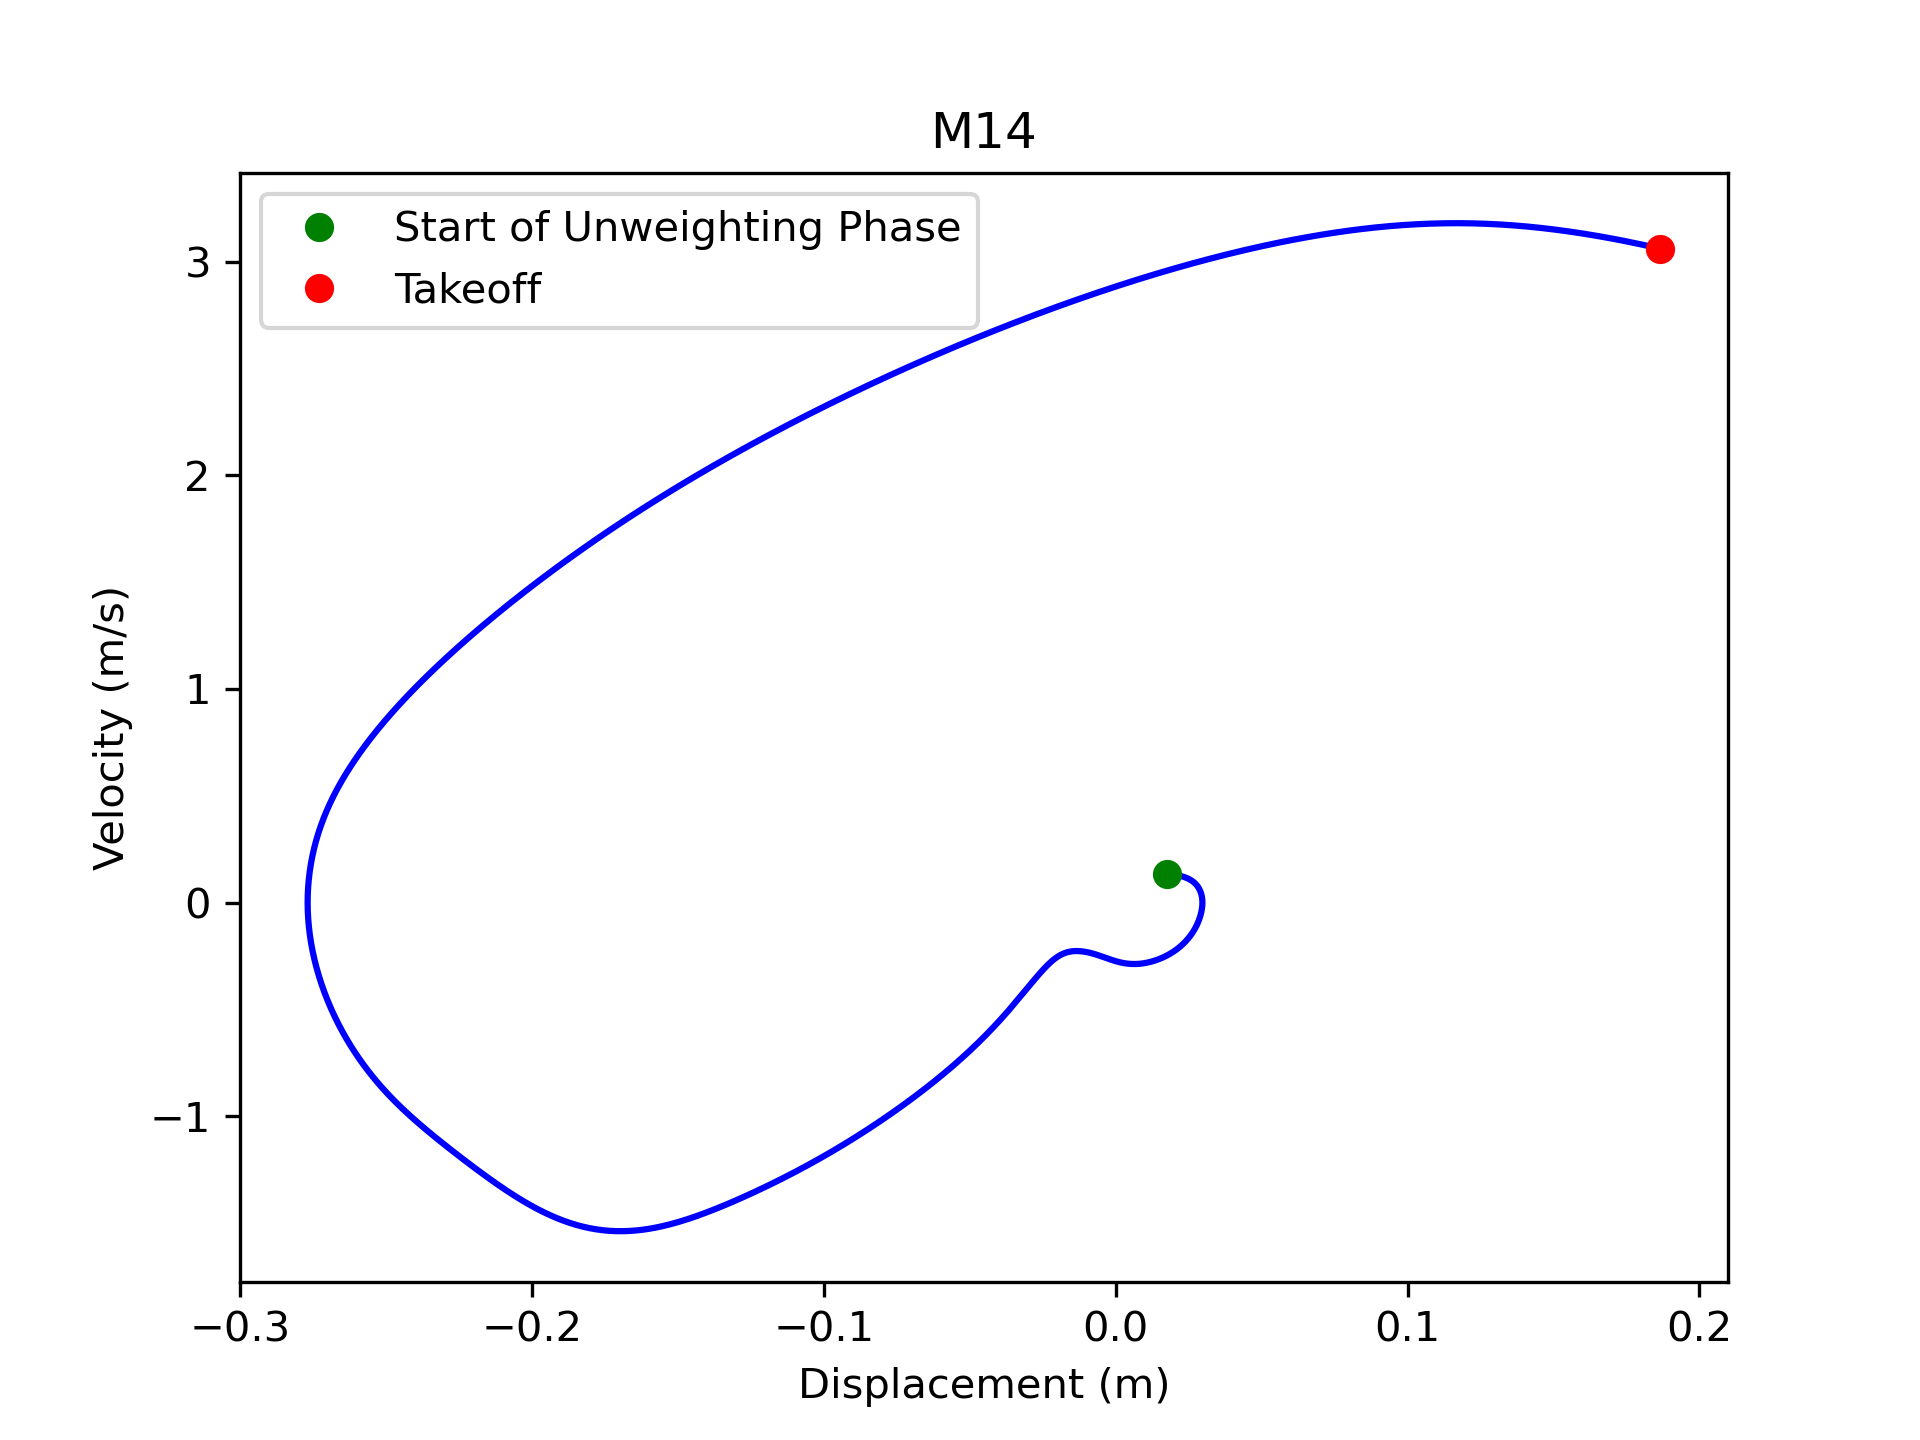 M14
Start of Unweighting Phase
Takeoff
3
2
1
0
−1
Velocity (m/s)
−0.3 −0.2 −0.1 0.0 0.1 0.2
Displacement (m)